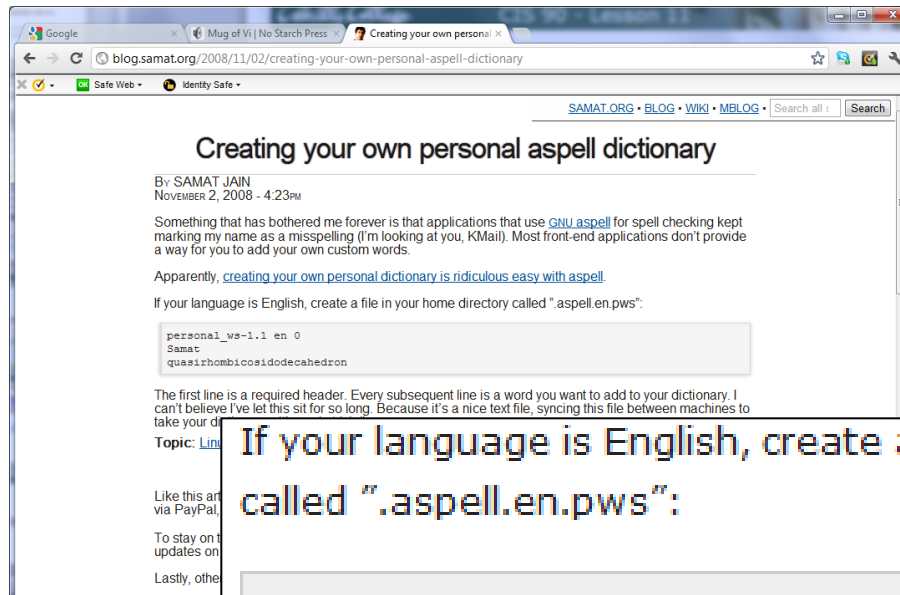 CIS 90 - Lesson 11
Google
Mug of Vi | No Starch Press
Creating your own personal
blog.samat.org/2008/11/02/creating-your-own-personal-aspell-dictionary
OK Safe Web
Identity Safe
SAMAT.ORG • BLOG • WIKI • MBLOG •
Search all
Search
Creating your own personal aspell dictionary
By SAMAT JAIN
November 2, 2008 - 4:23pm
Something that has bothered me forever is that applications that use GNU aspell for spell checking kept
marking my name as a misspelling (I'm looking at you, KMail). Most front-end applications don't provide
a way for you to add your own custom words.
Apparently, creating your own personal dictionary is ridiculous easy with aspell.
If your language is English, create a file in your home directory called ".aspell.en.pws":
personal_ws-1.1 en 0
Samat
quasirhombicosidodecahedron
The first line is a required header. Every subsequent line is a word you want to add to your dictionary. I
can't believe I've let this sit for so long. Because it's a nice text file, syncing this file between machines to
take your
Topic:
Like this
via PayPal,
To stay on
updates on
Lastly,
If your language is English, create
called ".aspell.en.pws":